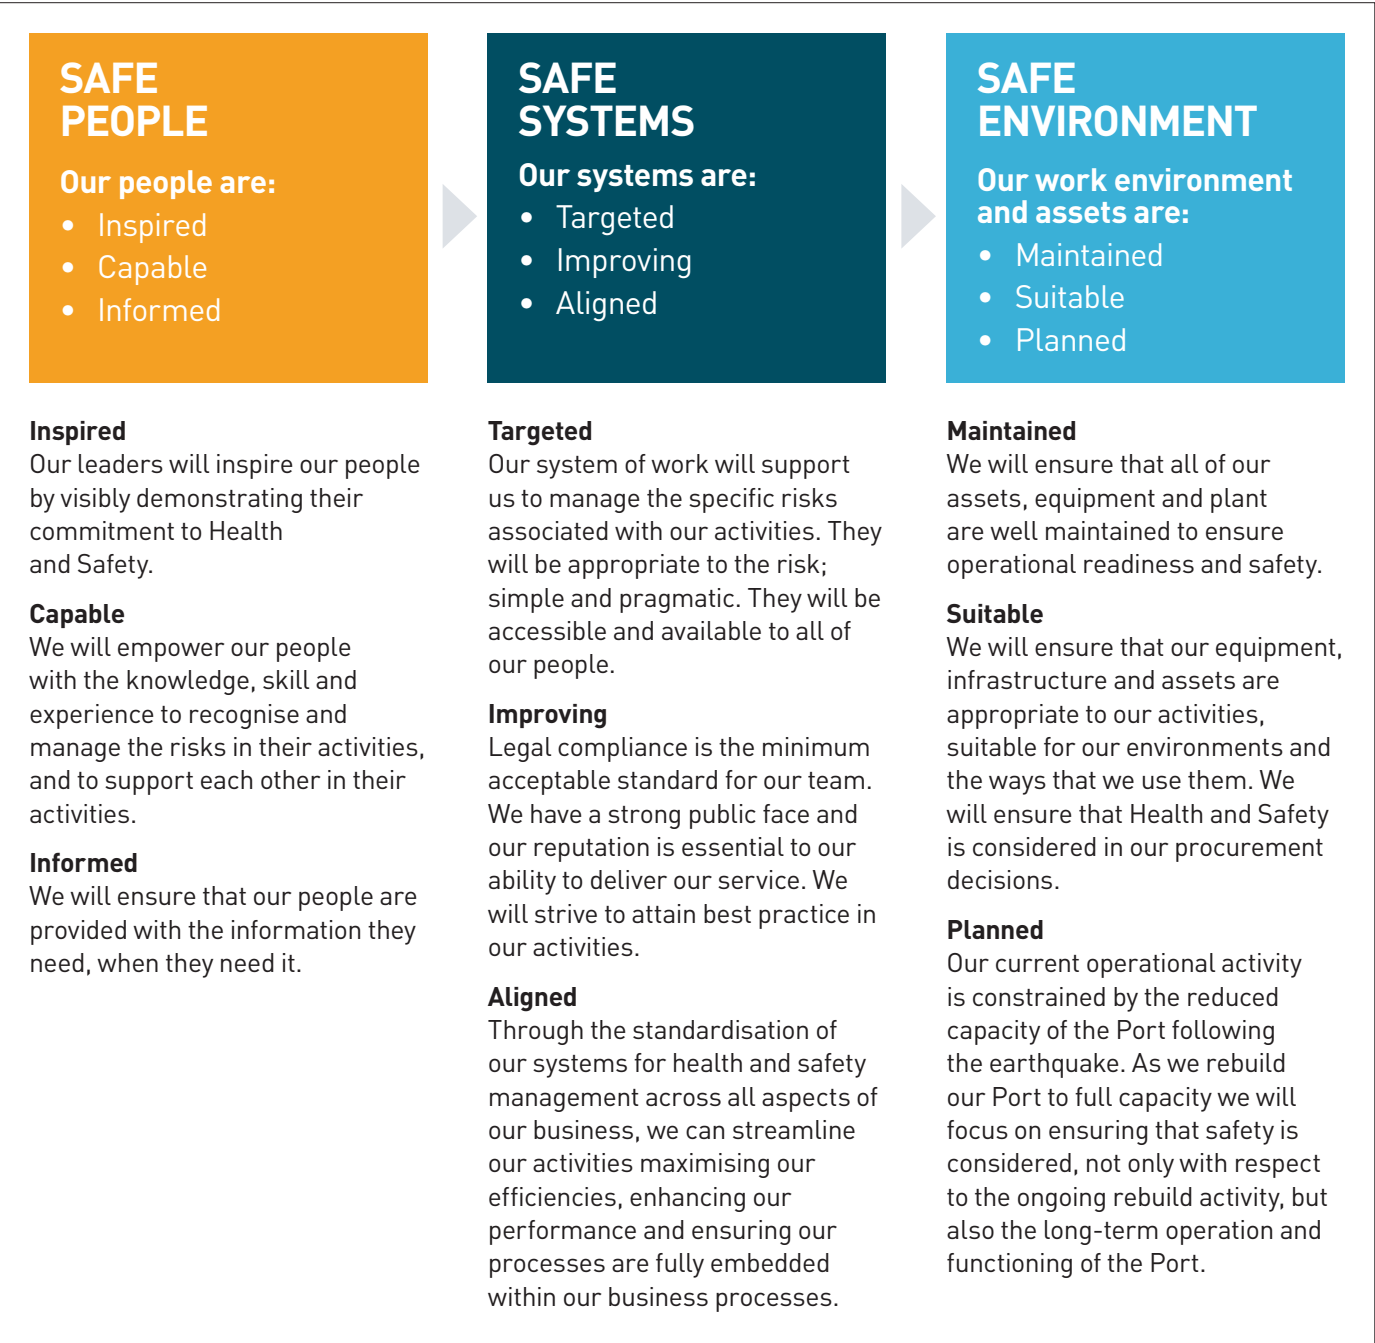 SAFE
PEOPLE
Our people are:
• Inspired
• Capable
• Informed
SAFE
SYSTEMS
Our systems are:
• Targeted
• Improving
• Aligned
SAFE
ENVIRONMENT
Our work environment
and assets are:
• Maintained
• Suitable
• Planned
Inspired
Our leaders will inspire our people
by visibly demonstrating their
commitment to Health
and Safety.
Capable
We will empower our people
with the knowledge, skill and
experience to recognise and
manage the risks in their activities,
and to support each other in their
activities.
Informed
We will ensure that our people are
provided with the information they
need, when they need it.
Targeted
Our system of work will support
us to manage the specific risks
associated with our activities. They
will be appropriate to the risk;
simple and pragmatic. They will be
accessible and available to all of
our people.
Improving
Legal compliance is the minimum
acceptable standard for our team.
We have a strong public face and
our reputation is essential to our
ability to deliver our service. We
will strive to attain best practice in
our activities.
Aligned
Through the standardisation of
our systems for health and safety
management across all aspects of
our business, we can streamline
our activities maximising our
efficiencies, enhancing our
performance and ensuring our
processes are fully embedded
within our business processes.
Maintained
We will ensure that all of our
assets, equipment and plant
are well maintained to ensure
operational readiness and safety.
Suitable
We will ensure that our equipment,
infrastructure and assets are
appropriate to our activities,
suitable for our environments and
the ways that we use them. We
will ensure that Health and Safety
is considered in our procurement
decisions.
Planned
Our current operational activity
is constrained by the reduced
capacity of the Port following
the earthquake. As we rebuild
our Port to full capacity we will
focus on ensuring that safety is
considered, not only with respect
to the ongoing rebuild activity, but
also the long-term operation and
functioning of the Port.